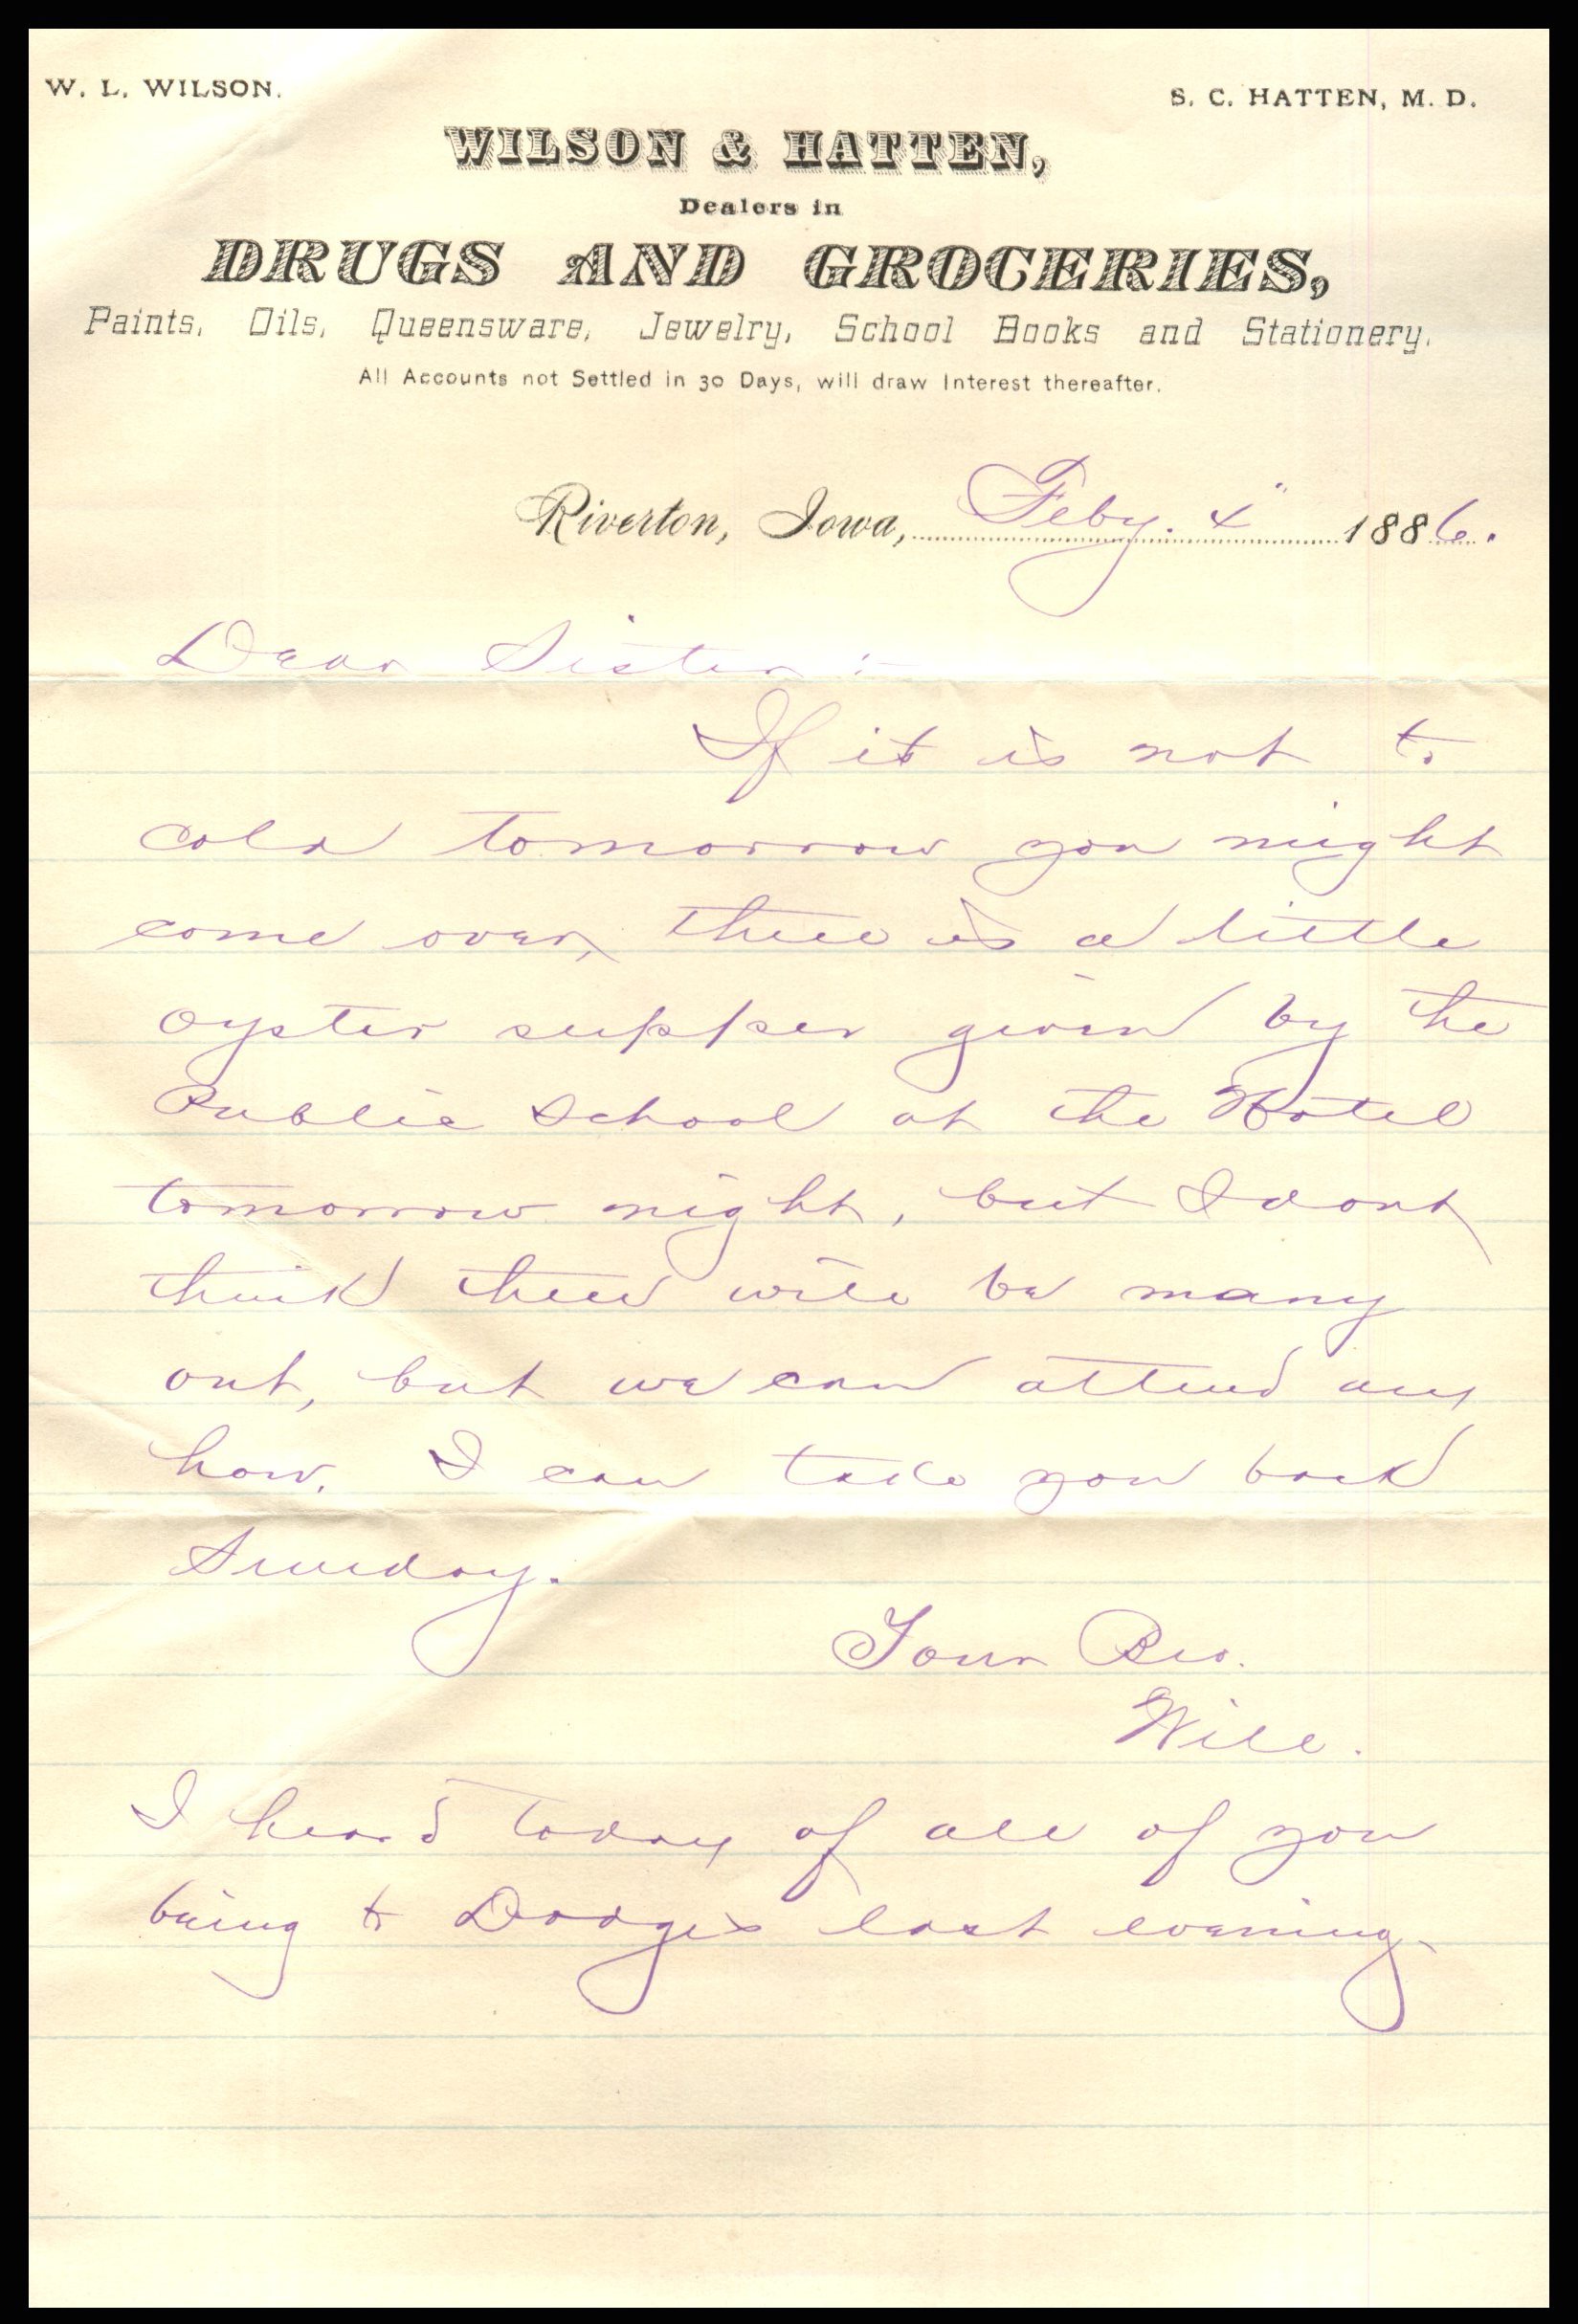 W. L. WILSON.
S. C. HATTEN, M. D.
WILSON & HATTEN,
Dealers in
DRUGS AND GROCERIES,
Paints, Oils, Queensware, Jewelry, School Books and Stationery.
All Accounts not Settled in 30 Days, will draw Interest thereafter.
Riverton, Iowa, Feby. 4" 1886.
Dear Sister:-
If it is not to
cold tomorrow you might
come over, there is a little
oyster supper given by the
Public School at the Hotel
tomorrow night, but I dont
think there will be many
out, but we can attend any
how. I can take you back
Sunday.
Your Bro.
Will.
I heard today of all of you
being to Dodges last evening.